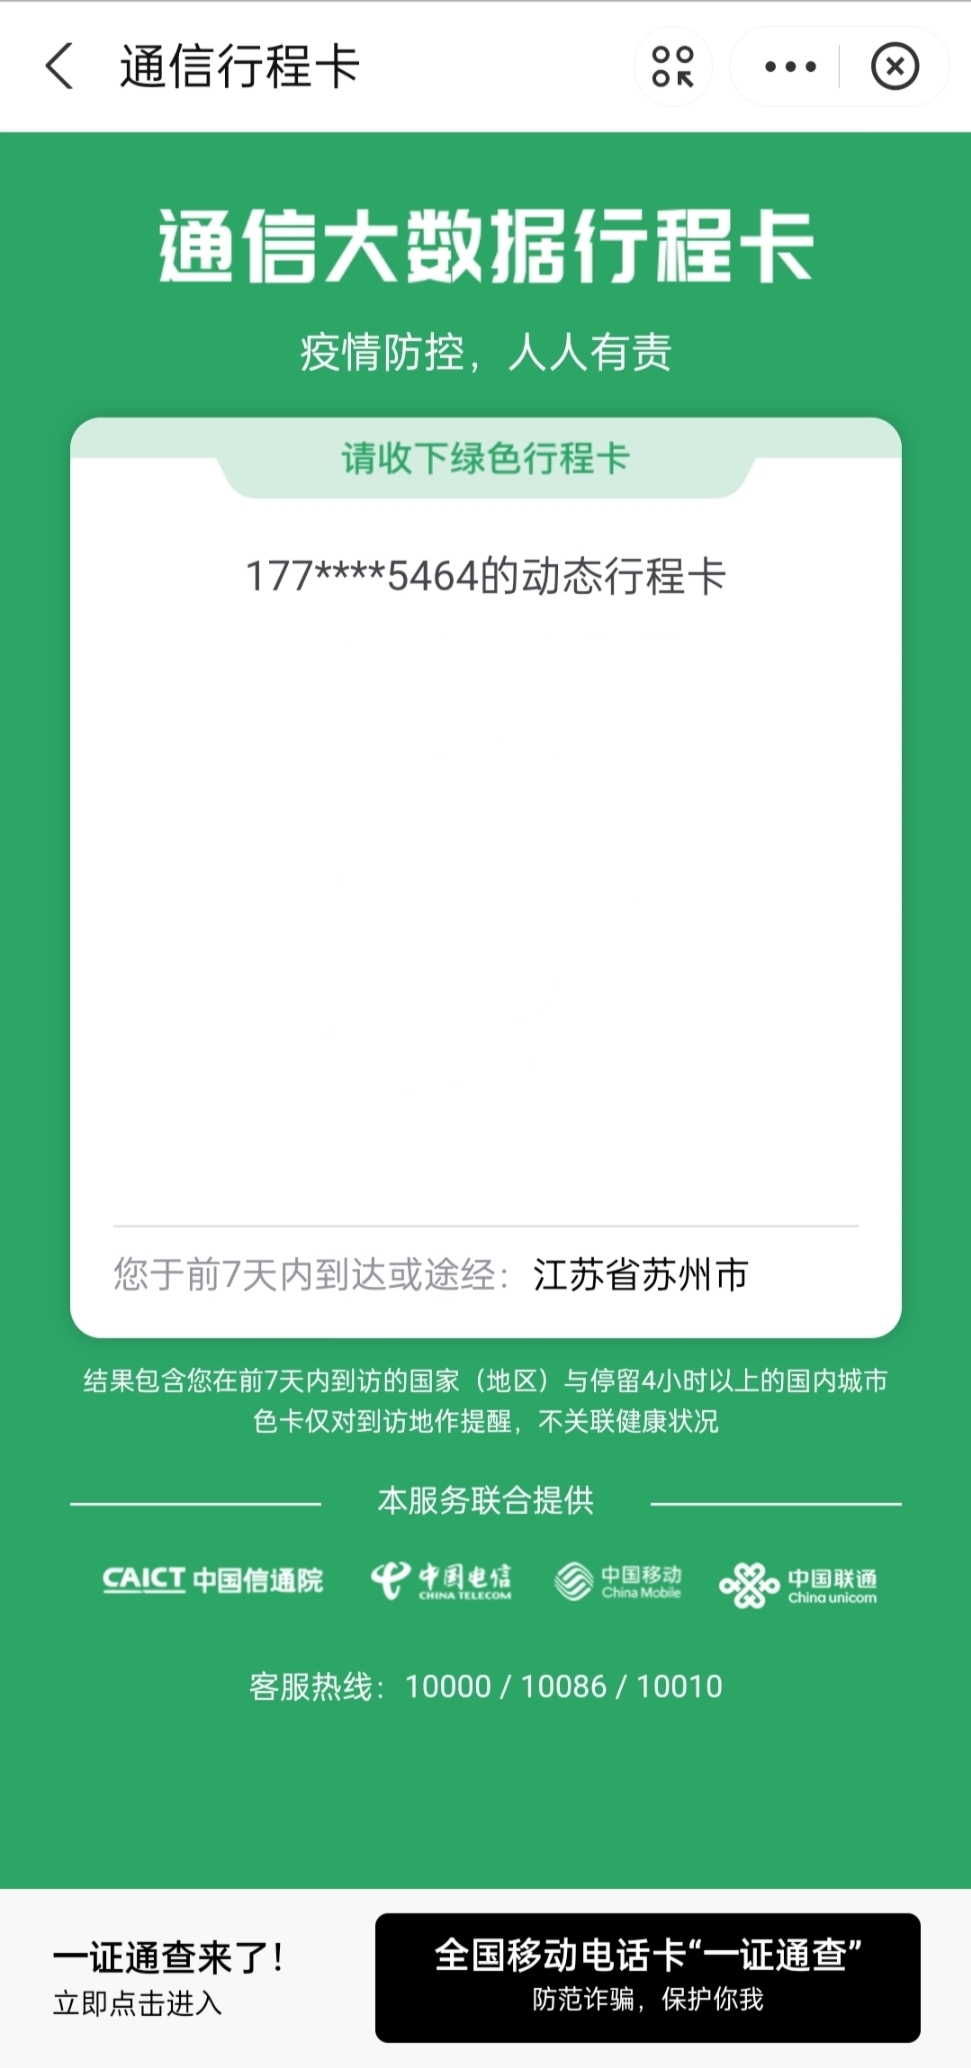 通信行程卡
通信大数据行程卡
疫情防控，人人有责
请收下绿色行程卡
177****5464的动态行程卡
您于前7天内到达或途经：江苏省苏州市
结果包含您在前7天内到访的国家（地区）与停留4小时以上的国内城市
色卡仅对到访地作提醒，不关联健康状况
本服务联合提供
CAICT 中国信通院 中国电信 CHINA TELECOM 中国移动 China Mobile 中国联通 China unicom
客服热线：10000 / 10086 / 10010
一证通查来了！
立即点击进入
全国移动电话卡“一证通查”
防范诈骗，保护你我